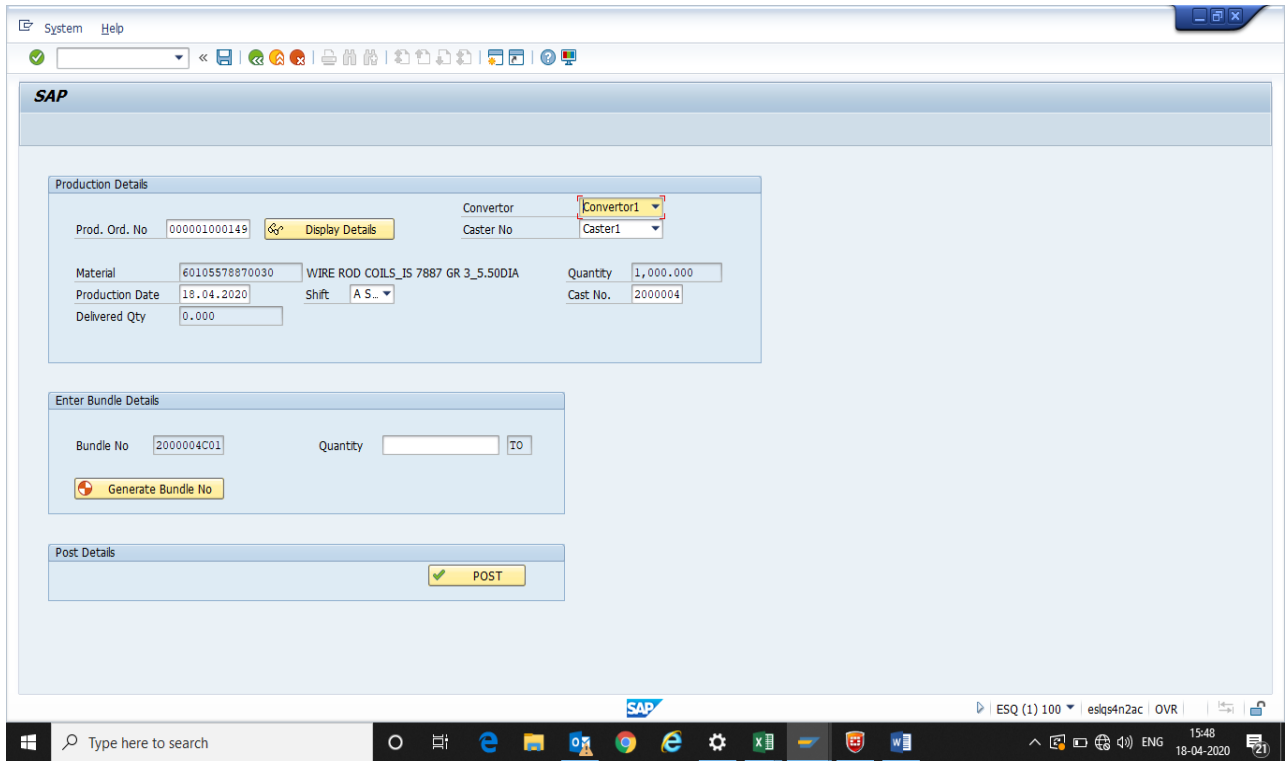 System Help
SAP
Production Details
Convertor Convertor1
Prod. Ord. No 000001000149 Display Details Caster No Caster1
Material 60105578870030 WIRE ROD COILS_IS 7887 GR 3_5.50DIA Quantity 1,000.000
Production Date 18.04.2020 Shift A S... Cast No. 2000004
Delivered Qty 0.000
Enter Bundle Details
Bundle No 2000004C01 Quantity TO
Generate Bundle No
Post Details
POST
SAP ESQ (1) 100 eslqs4n2ac OVR
Type here to search ENG 15:48
18-04-2020 21